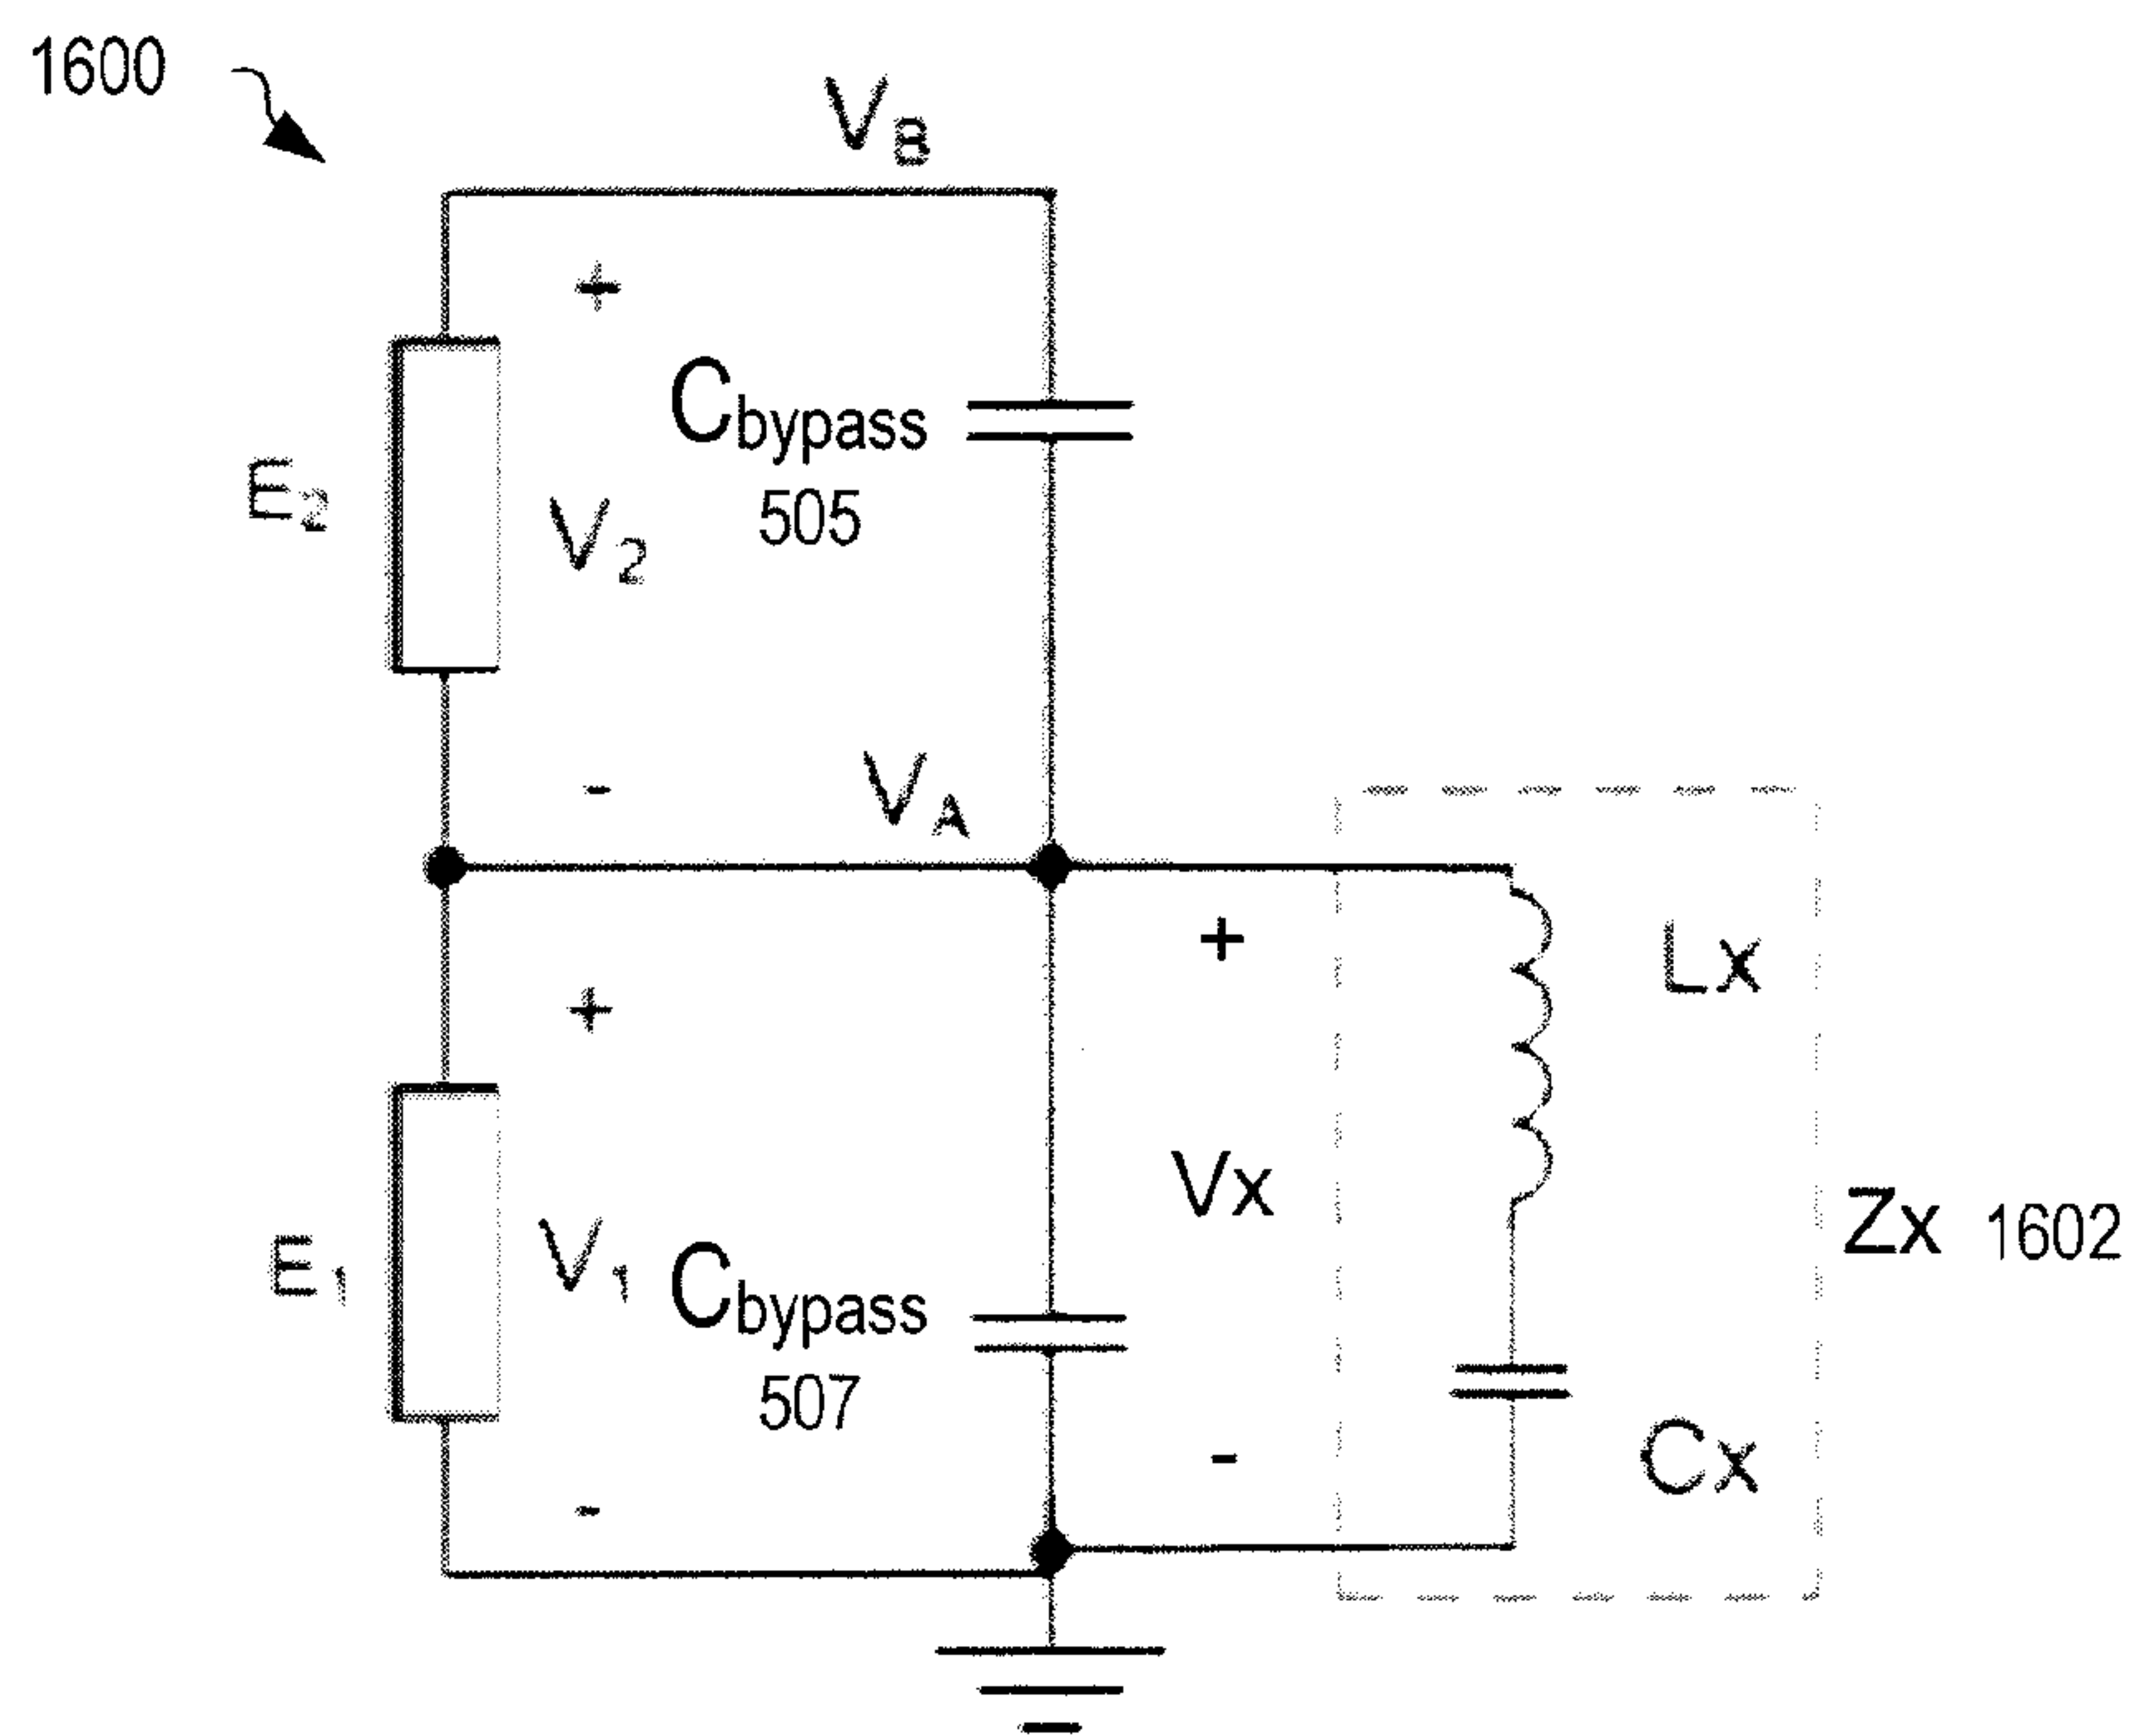 1600
VB
+
Cbypass
505
E2
V2
-
VA
+
Lx
+
Vx
Zx 1602
E1
V1
Cbypass
507
-
Cx
-